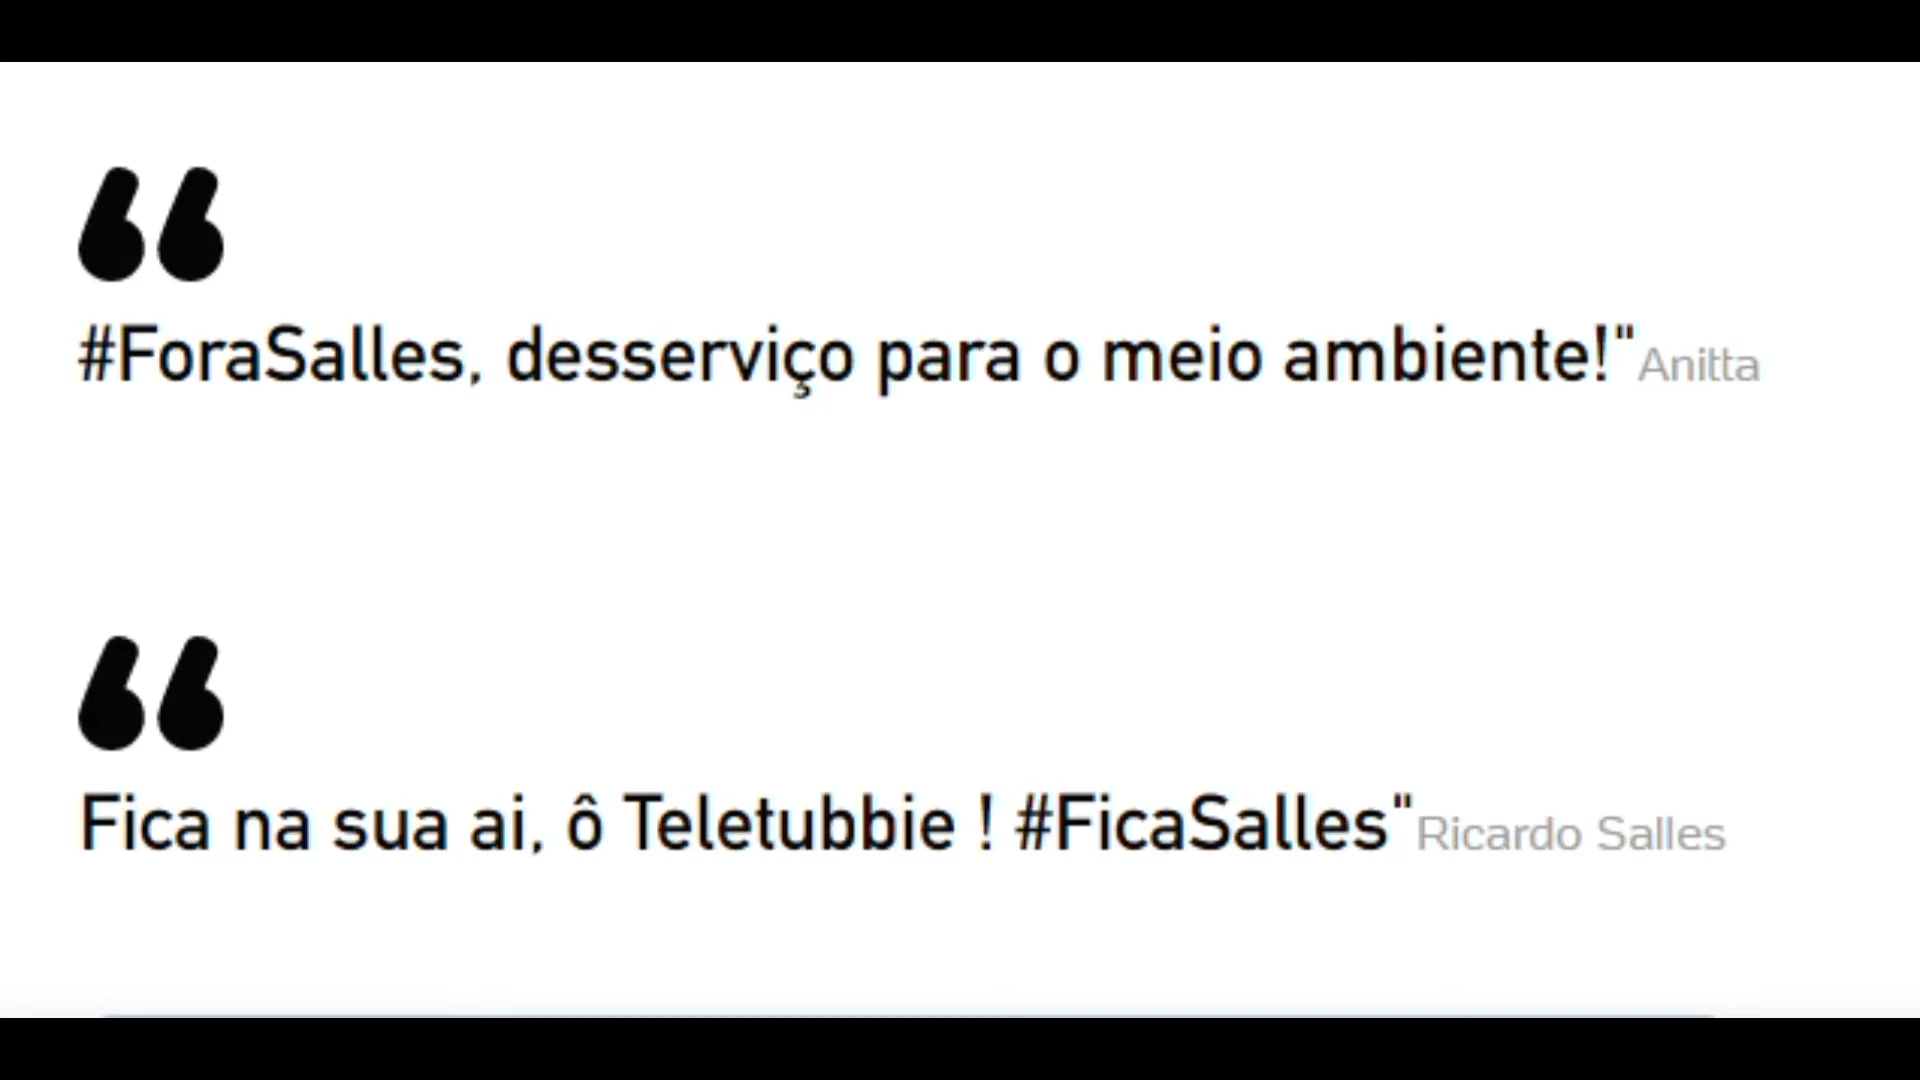 “
#ForaSalles, desserviço para o meio ambiente!"Anitta
“
Fica na sua ai, ô Teletubbie ! #FicaSalles"Ricardo Salles